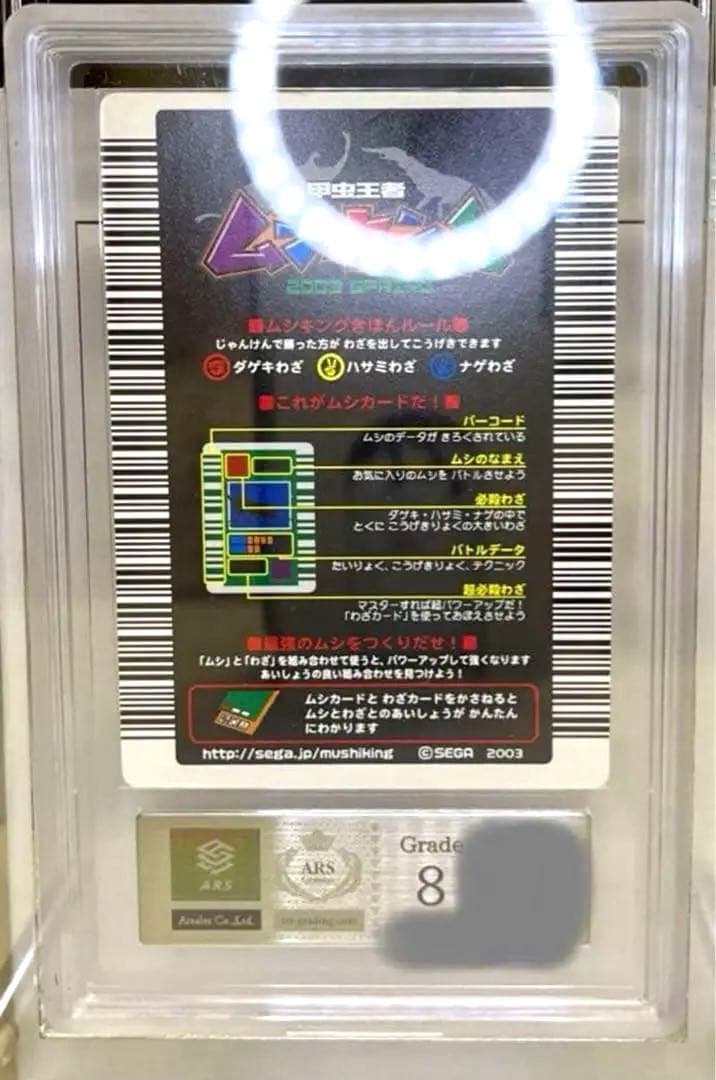 甲虫王者
ムシキング
2003 SPRING
ムシキングきほんルール
じゃんけんで勝った方が わざを出してこうげきできます
ダゲキわざ ハサミわざ ナゲわざ
これがムシカードだ!
バーコード
ムシのデータが きろくされている
ムシのなまえ
お気に入りのムシを バトルさせよう
必殺わざ
ダゲキ・ハサミ・ナゲの中で
とくに こうげきりょくの大きいわざ
バトルデータ
たいりょく、こうげきりょく、テクニック
超必殺わざ
マスターすれば超パワーアップだ!
「わざカード」を使っておぼえさせよう
最強のムシをつくりだせ!
「ムシ」と「わざ」を組み合わせて使うと、パワーアップして強くなります
あいしょうの良い組み合わせを見つけよう!
ムシカードと わざカードをかさねると
ムシとわざとのあいしょうが かんたん
にわかります
http://sega.jp/mushiking ©SEGA 2003
ARS
ARS
Grade
8